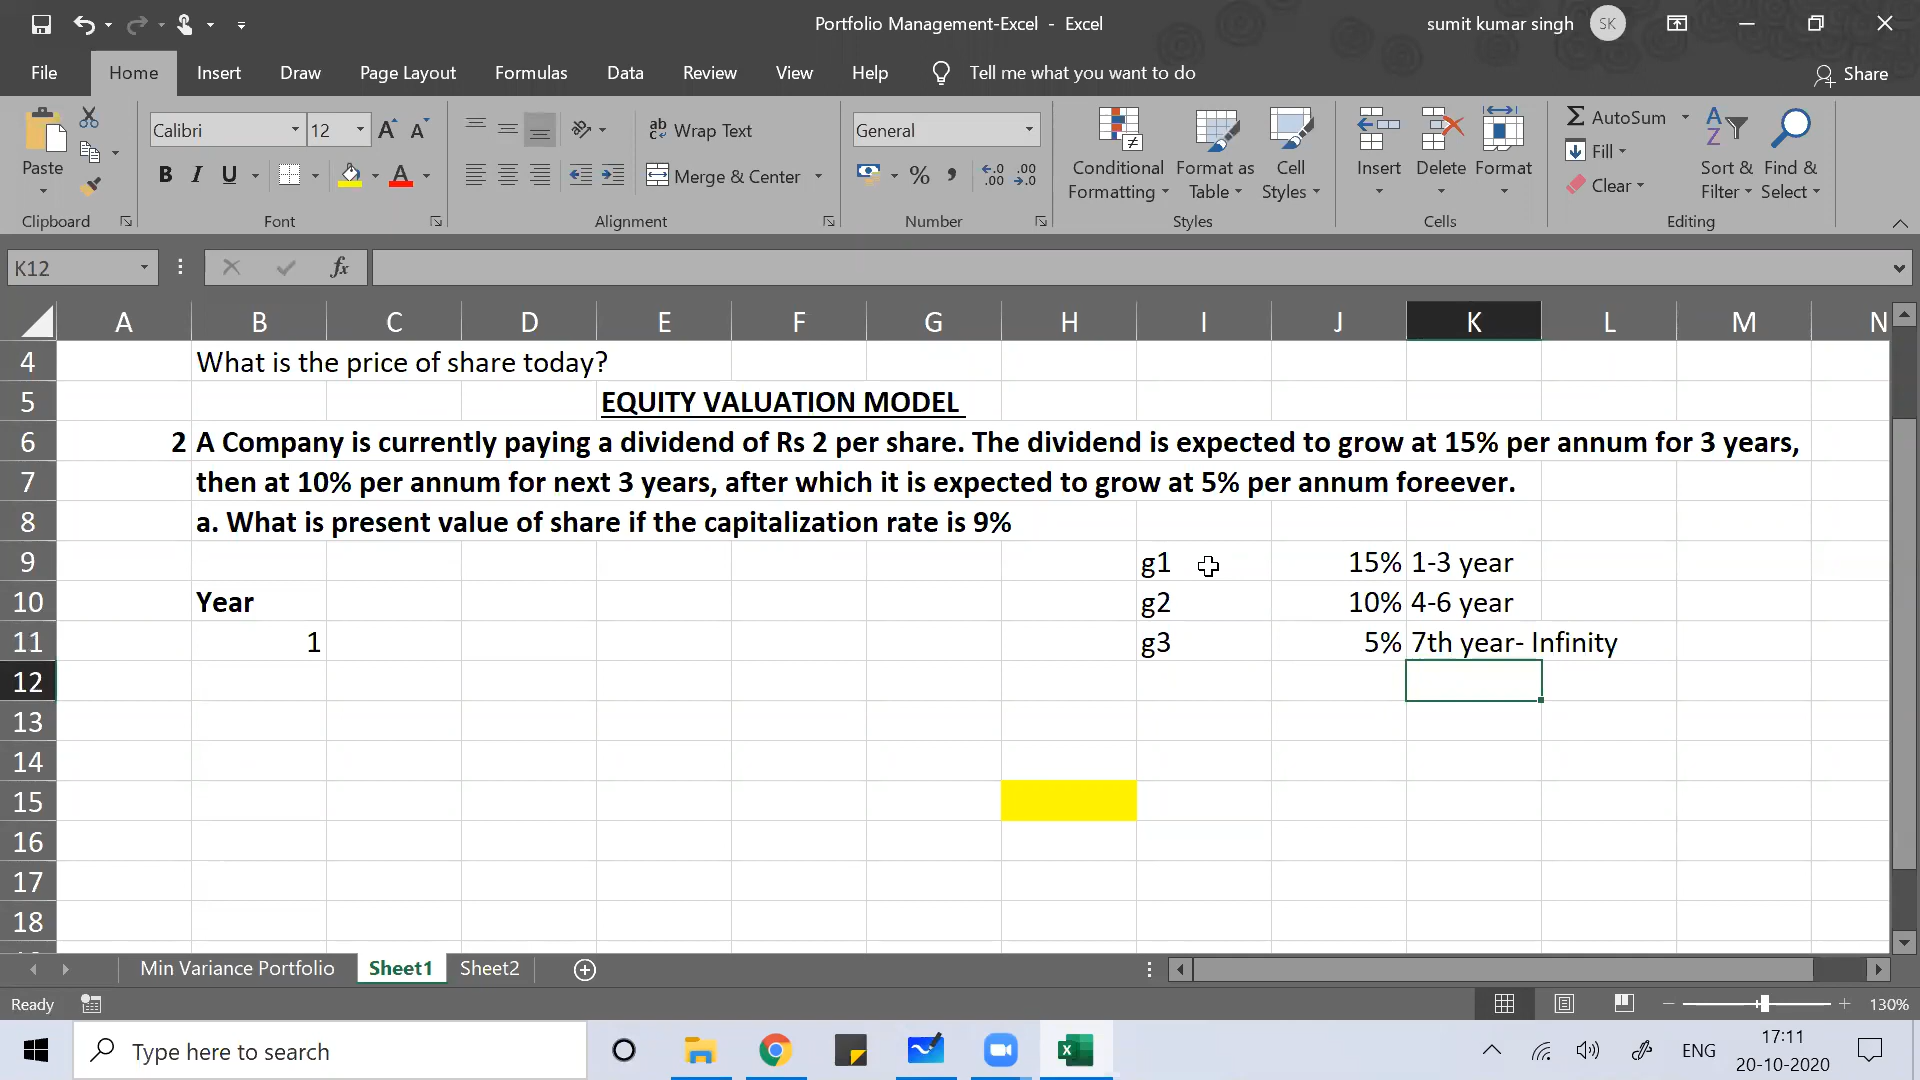 Portfolio Management-Excel - Excel
sumit kumar singh SK
File Home Insert Draw Page Layout Formulas Data Review View Help Tell me what you want to do Share
Calibri 12 Wrap Text General AutoSum
Paste Merge & Center Conditional Formatting Format as Table Cell Styles Insert Delete Format Fill Clear Sort & Filter Find & Select
Clipboard Font Alignment Number Styles Cells Editing
K12 fx
A B C D E F G H I J K L M N
4 What is the price of share today?
5 EQUITY VALUATION MODEL
6 2 A Company is currently paying a dividend of Rs 2 per share. The dividend is expected to grow at 15% per annum for 3 years,
7 then at 10% per annum for next 3 years, after which it is expected to grow at 5% per annum foreever.
8 a. What is present value of share if the capitalization rate is 9%
9 g1 15% 1-3 year
10 Year g2 10% 4-6 year
11 1 g3 5% 7th year- Infinity
12
13
14
15
16
17
18
Min Variance Portfolio Sheet1 Sheet2
Ready 130%
Type here to search ENG 17:11
20-10-2020